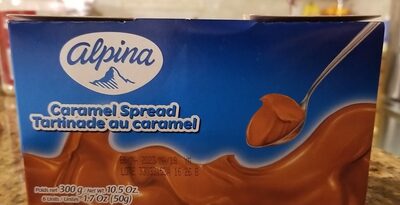 alpina
Caramel Spread
Tartinade au caramel
Poids net 300 g - Net WT 10.5 Oz.
6 Units / Unités 1.7 Oz (50g)